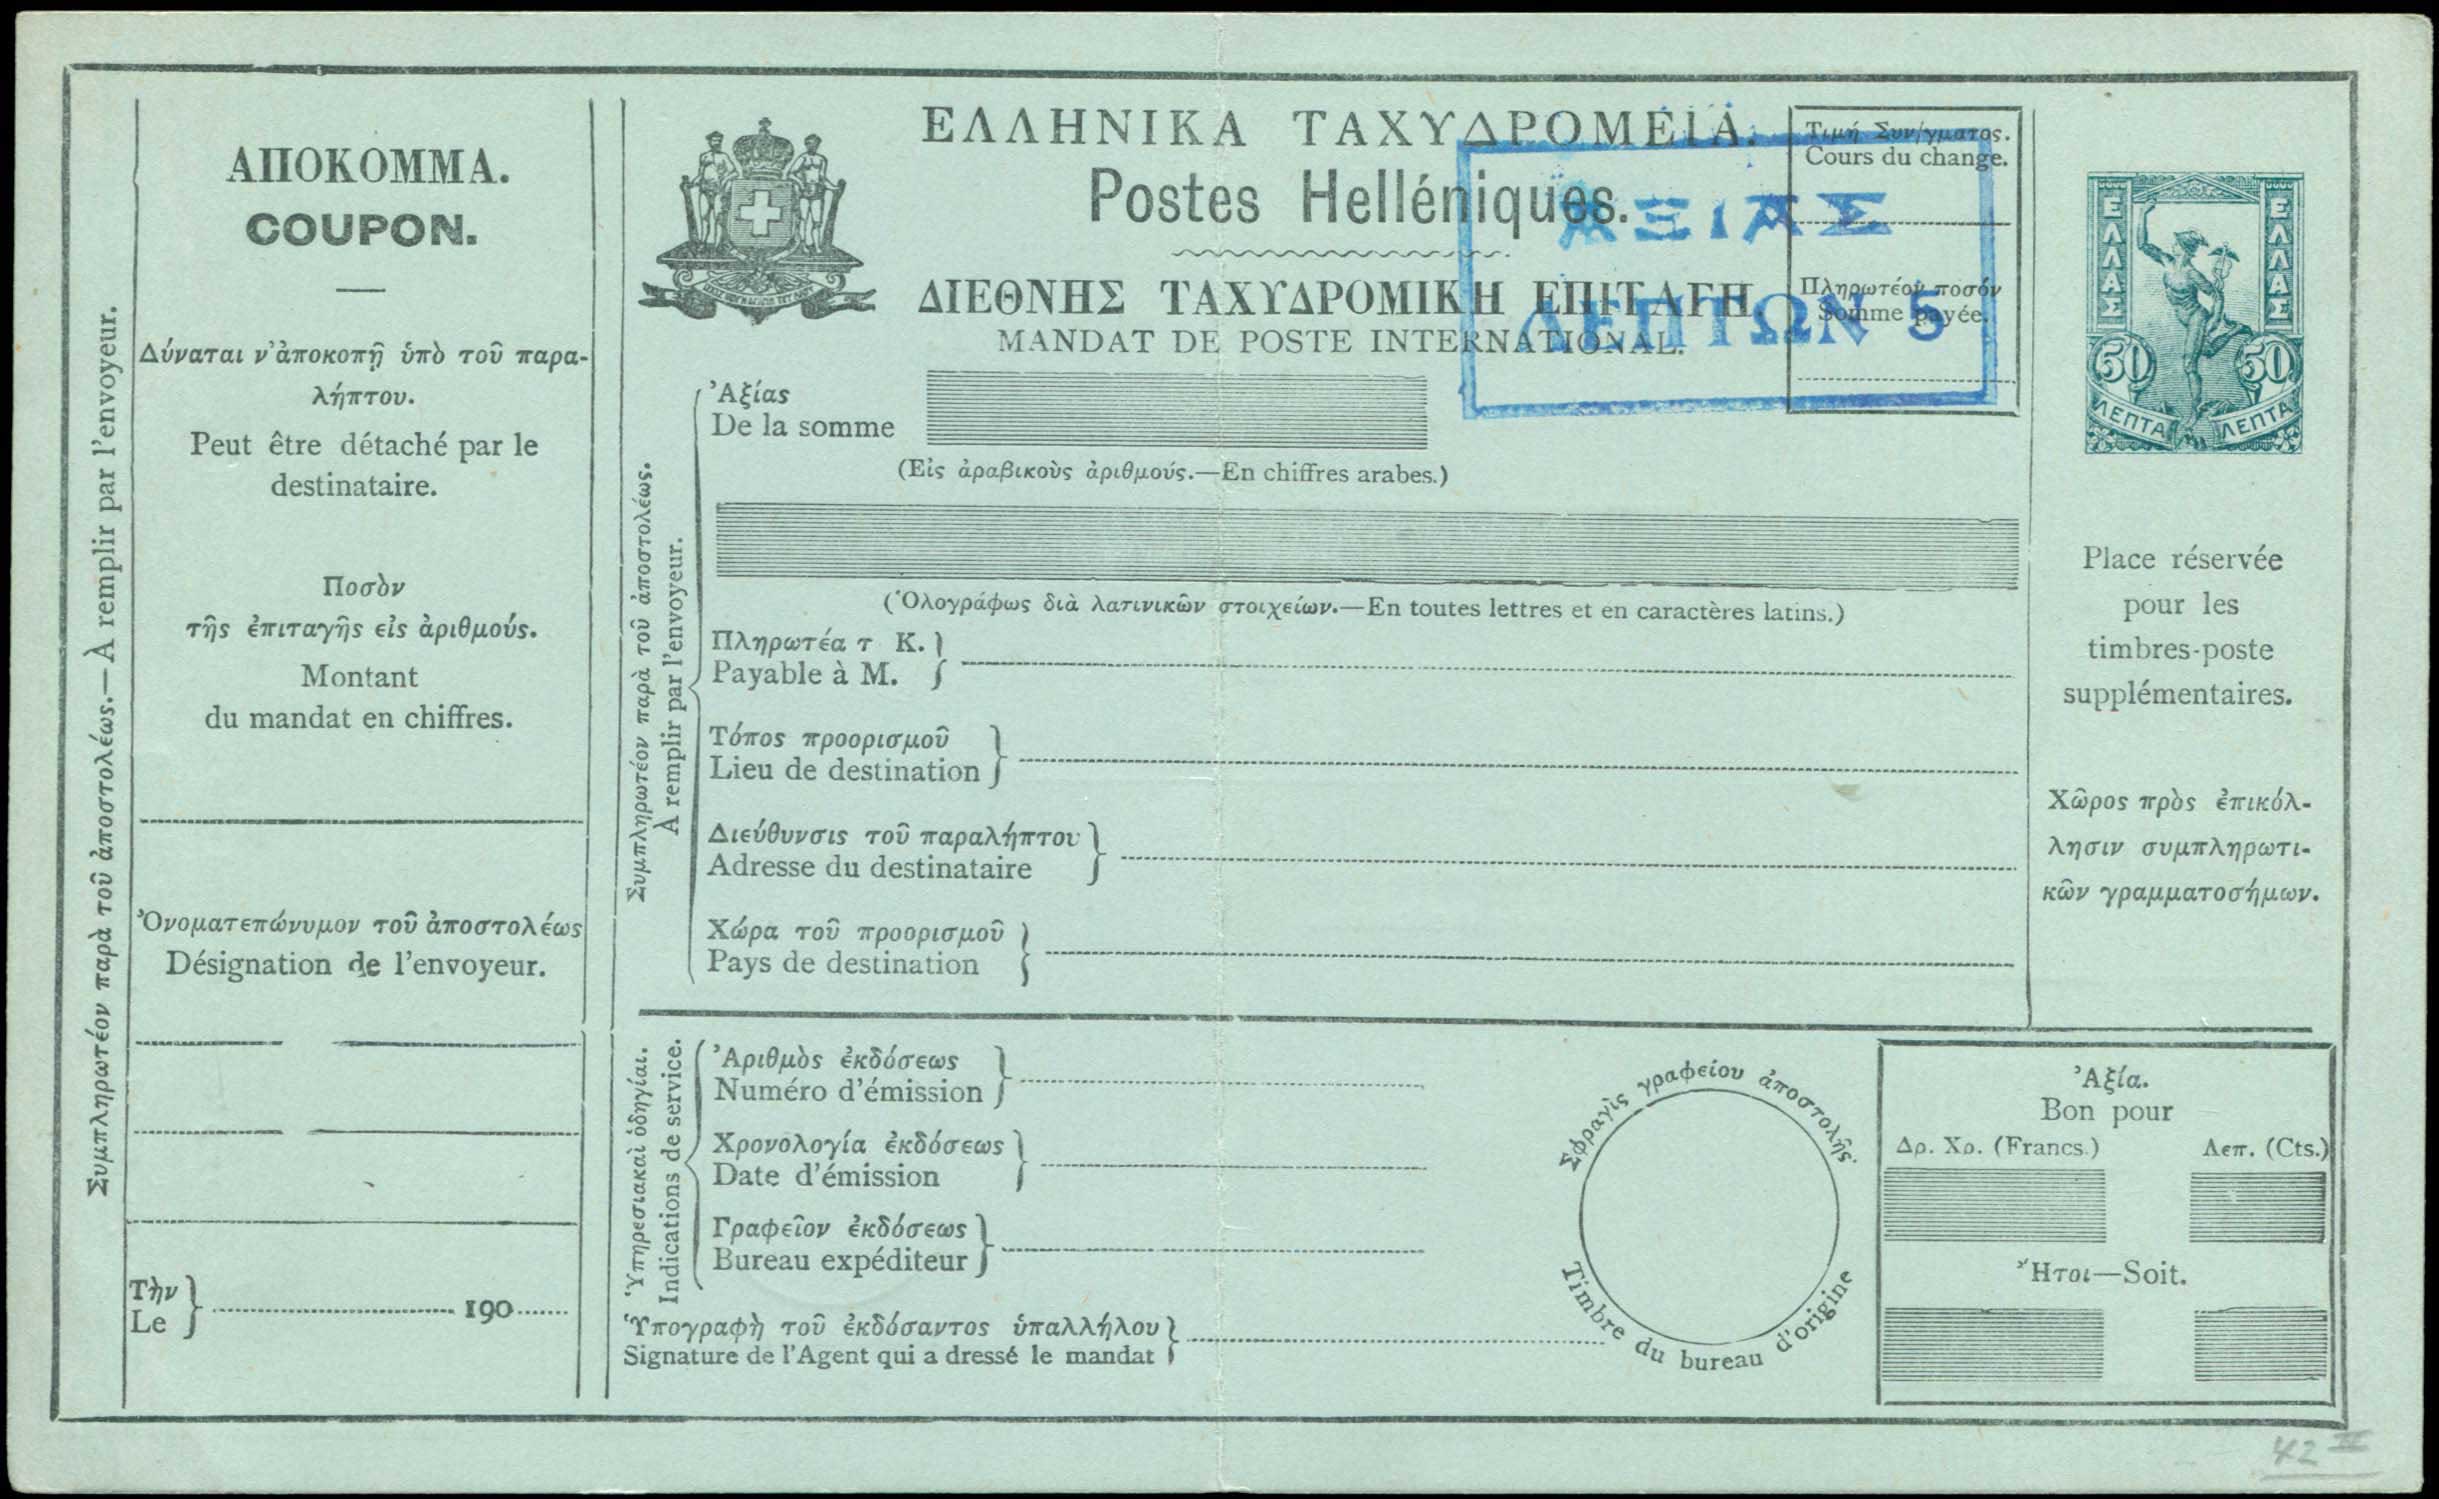 Συμπληρωτέον παρὰ τοῦ ἀποστολέως.—À remplir par l'envoyeur.
ΑΠΟΚΟΜΜΑ.
COUPON.
Δύναται ν'ἀποκοπῇ ὑπὸ τοῦ παρα-
λήπτου.
Peut être détaché par le
destinataire.
Ποσὸν
τῆς ἐπιταγῆς εἰς ἀριθμούς.
Montant
du mandat en chiffres.
Ὀνοματεπώνυμον τοῦ ἀποστολέως
Désignation de l'envoyeur.
Τὴν
Le
190
ΕΛΛΗΝΙΚΑ ΤΑΧΥΔΡΟΜΕΙΑ.
Postes Helléniques.
ΔΙΕΘΝΗΣ ΤΑΧΥΔΡΟΜΙΚΗ ΕΠΙΤΑΓΗ.
MANDAT DE POSTE INTERNATIONAL.
Τιμή Συν/γματος.
Cours du change.
Πληρωτέον ποσόν
Somme payée.
ΑΞΙΑΣ
ΛΕΠΤΩΝ 5
ΕΛΛΑΣ
ΕΛΛΑΣ
50
50
ΛΕΠΤΑ
ΛΕΠΤΑ
Συμπληρωτέον παρὰ τοῦ ἀποστολέως.
À remplir par l'envoyeur.
Ἀξίας
De la somme
(Εἰς ἀραβικοὺς ἀριθμούς.—En chiffres arabes.)
(Ὁλογράφως διὰ λατινικῶν στοιχείων.—En toutes lettres et en caractères latins.)
Πληρωτέα τ Κ.
Payable à M.
Τόπος προορισμοῦ
Lieu de destination
Διεύθυνσις τοῦ παραλήπτου
Adresse du destinataire
Χώρα τοῦ προορισμοῦ
Pays de destination
Place réservée
pour les
timbres-poste
supplémentaires.
Χῶρος πρὸς ἐπικόλ-
λησιν συμπληρωτι-
κῶν γραμματοσήμων.
Ὑπηρεσιακαὶ ὁδηγίαι.
Indications de service.
Ἀριθμὸς ἐκδόσεως
Numéro d'émission
Χρονολογία ἐκδόσεως
Date d'émission
Γραφεῖον ἐκδόσεως
Bureau expéditeur
Ὑπογραφὴ τοῦ ἐκδόσαντος ὑπαλλήλου
Signature de l'Agent qui a dressé le mandat
Σφραγὶς γραφείου ἀποστολῆς.
Timbre du bureau d'origine
Ἀξία.
Bon pour
Δρ. Χρ. (Francs.) Λεπ. (Cts.)
Ἤτοι—Soit.
42 II